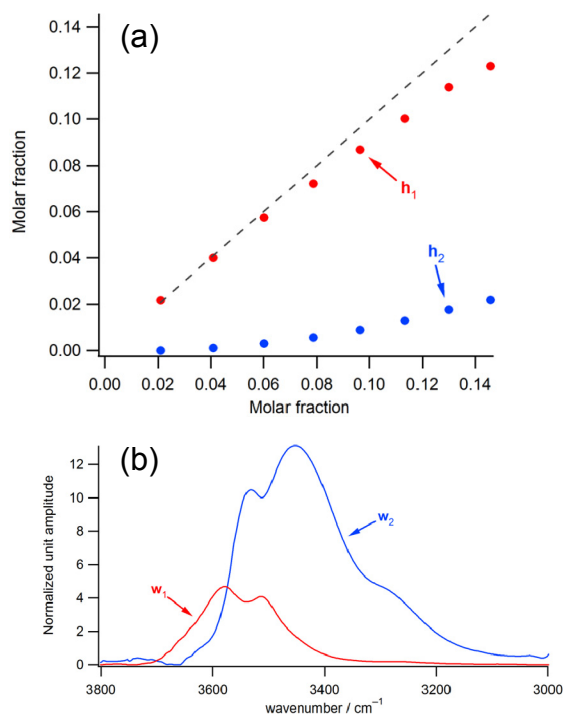 (a)
Molar fraction
0.14
0.12
0.10
0.08
0.06
0.04
0.02
0.00
h1
h2
0.00 0.02 0.04 0.06 0.08 0.10 0.12 0.14
Molar fraction
(b)
Normalized unit amplitude
12
10
8
6
4
2
0
w1
w2
3800 3600 3400 3200 3000
wavenumber / cm⁻¹